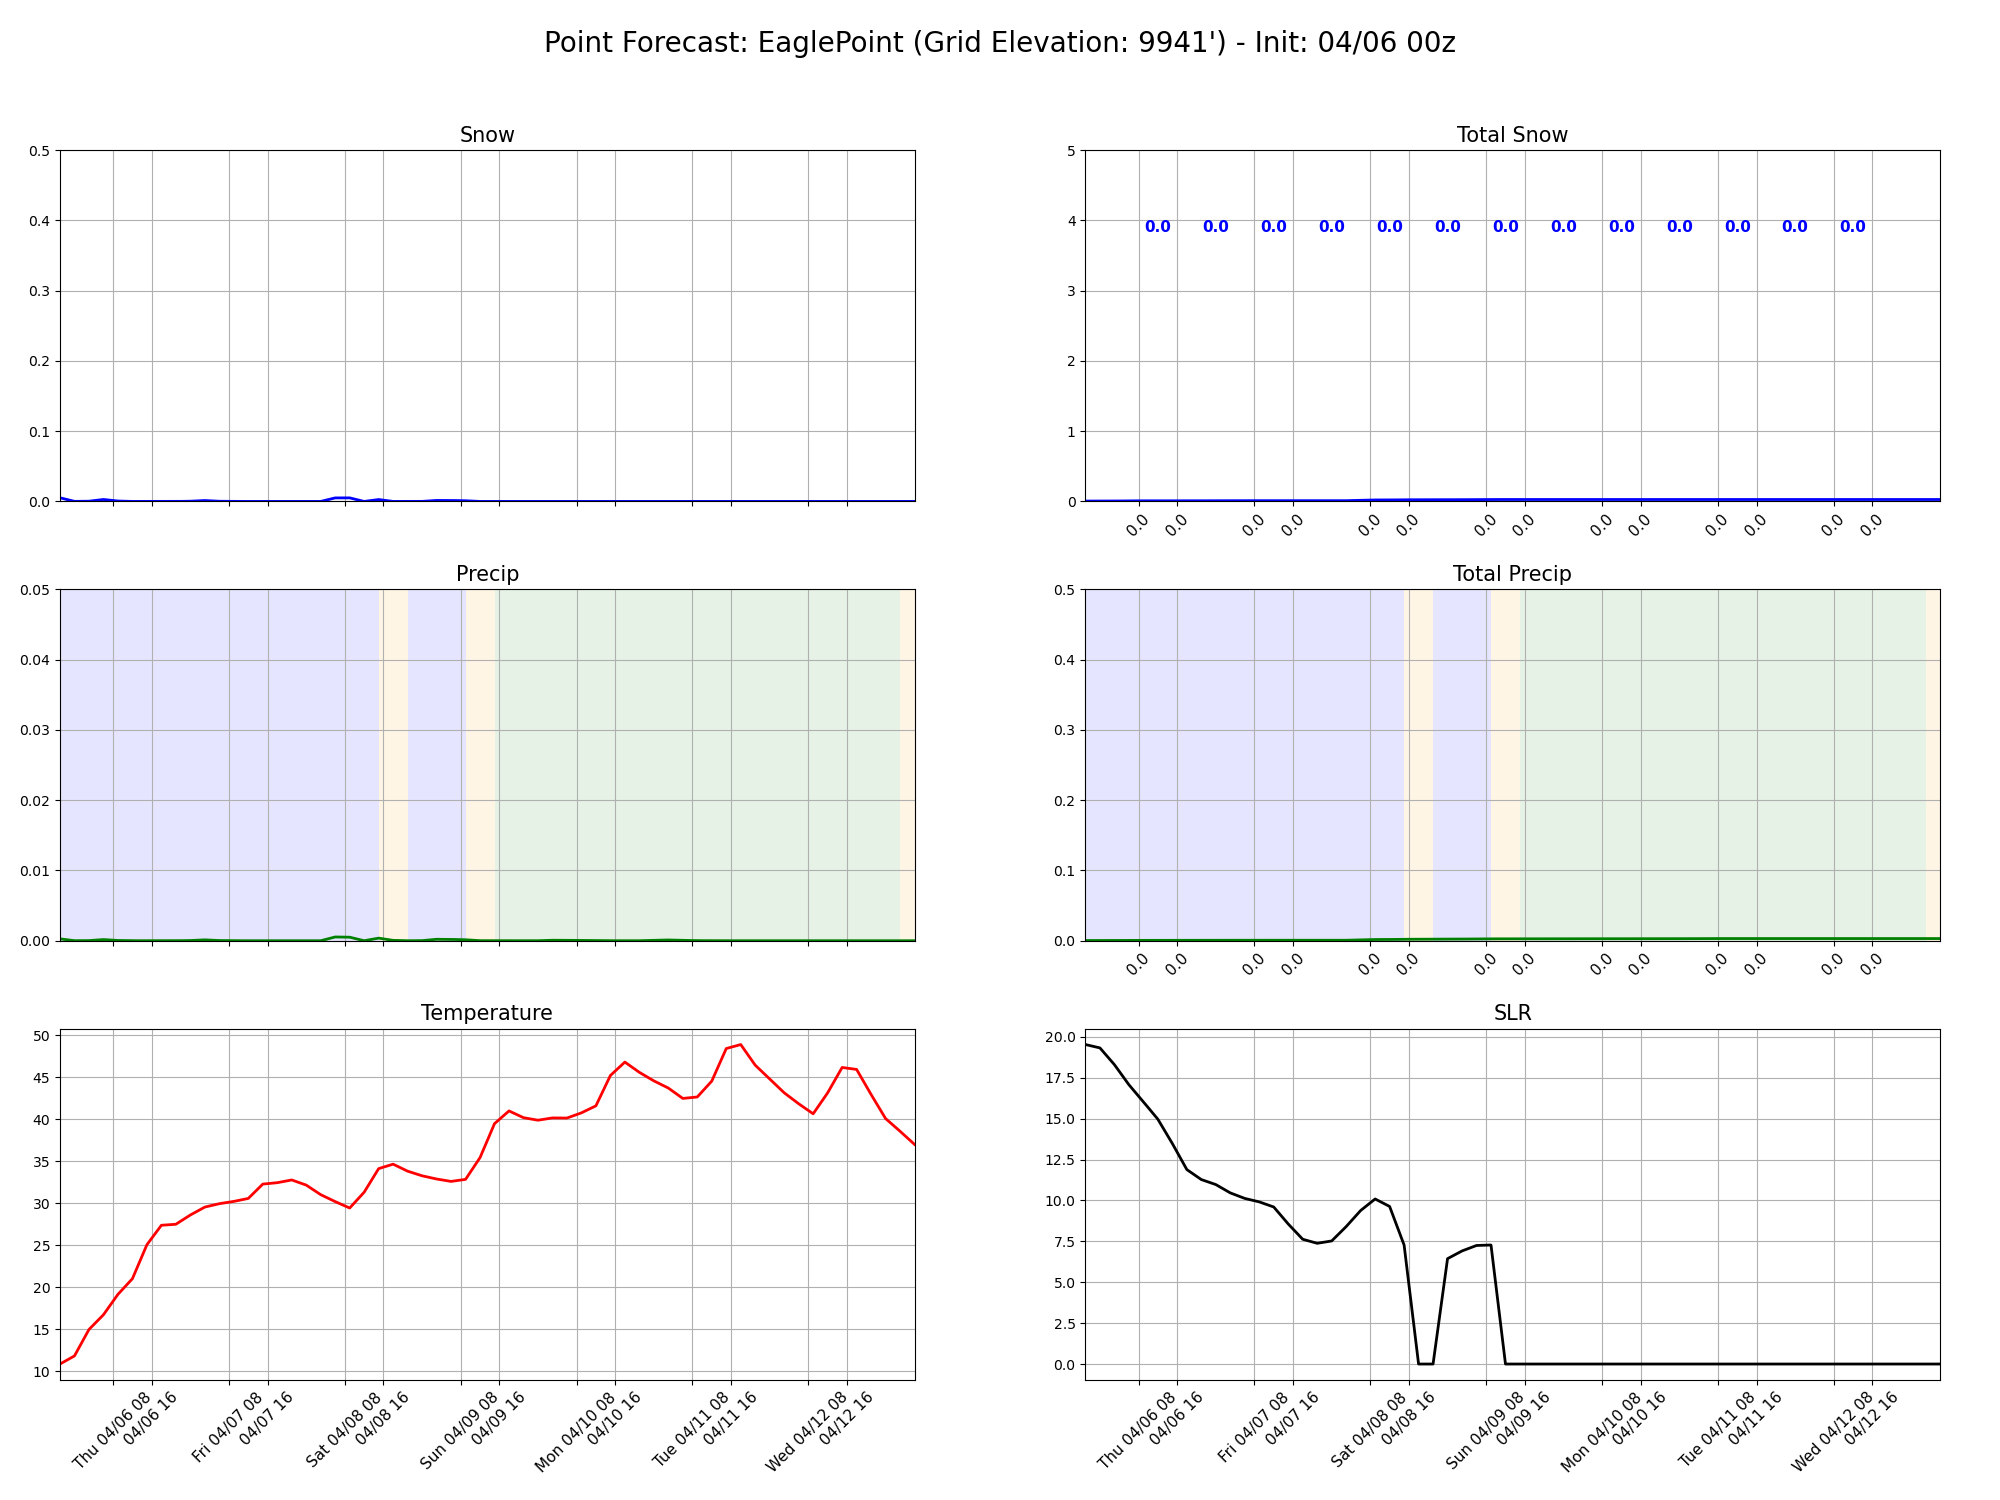 Point Forecast: EaglePoint (Grid Elevation: 9941') - Init: 04/06 00z
Snow
0.5
0.4
0.3
0.2
0.1
0.0
Total Snow
5
4
3
2
1
0
0.0 0.0 0.0 0.0 0.0 0.0 0.0 0.0 0.0 0.0 0.0 0.0 0.0
0.0 0.0 0.0 0.0 0.0 0.0 0.0 0.0 0.0 0.0 0.0 0.0 0.0 0.0
Precip
0.05
0.04
0.03
0.02
0.01
0.00
Total Precip
0.5
0.4
0.3
0.2
0.1
0.0
0.0 0.0 0.0 0.0 0.0 0.0 0.0 0.0 0.0 0.0 0.0 0.0 0.0 0.0
Temperature
50
45
40
35
30
25
20
15
10
Thu 04/06 08
04/06 16
Fri 04/07 08
04/07 16
Sat 04/08 08
04/08 16
Sun 04/09 08
04/09 16
Mon 04/10 08
04/10 16
Tue 04/11 08
04/11 16
Wed 04/12 08
04/12 16
SLR
20.0
17.5
15.0
12.5
10.0
7.5
5.0
2.5
0.0
Thu 04/06 08
04/06 16
Fri 04/07 08
04/07 16
Sat 04/08 08
04/08 16
Sun 04/09 08
04/09 16
Mon 04/10 08
04/10 16
Tue 04/11 08
04/11 16
Wed 04/12 08
04/12 16